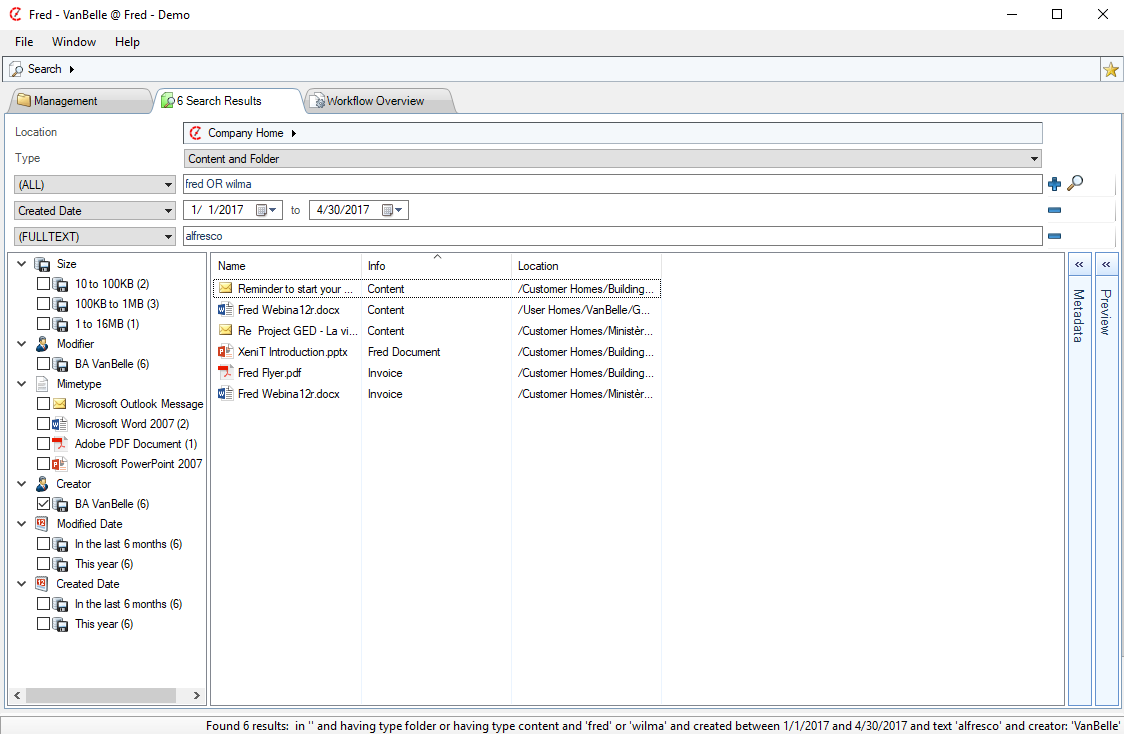 Fred - VanBelle @ Fred - Demo
File Window Help
Search
Management 6 Search Results Workflow Overview
Location Company Home
Type Content and Folder
(ALL) fred OR wilma
Created Date 1/ 1/2017 to 4/30/2017
(FULLTEXT) alfresco
Size
10 to 100KB (2)
100KB to 1MB (3)
1 to 16MB (1)
Modifier
BA VanBelle (6)
Mimetype
Microsoft Outlook Message
Microsoft Word 2007 (2)
Adobe PDF Document (1)
Microsoft PowerPoint 2007
Creator
BA VanBelle (6)
Modified Date
In the last 6 months (6)
This year (6)
Created Date
In the last 6 months (6)
This year (6)
Name Info Location
Reminder to start your ... Content /Customer Homes/Building...
Fred Webina12r.docx Content /User Homes/VanBelle/G...
Re Project GED - La vi... Content /Customer Homes/Ministèr...
XeniT Introduction.pptx Fred Document /Customer Homes/Building...
Fred Flyer.pdf Invoice /Customer Homes/Building...
Fred Webina12r.docx Invoice /Customer Homes/Ministèr...
Metadata
Preview
Found 6 results: in '' and having type folder or having type content and 'fred' or 'wilma' and created between 1/1/2017 and 4/30/2017 and text 'alfresco' and creator: 'VanBelle'